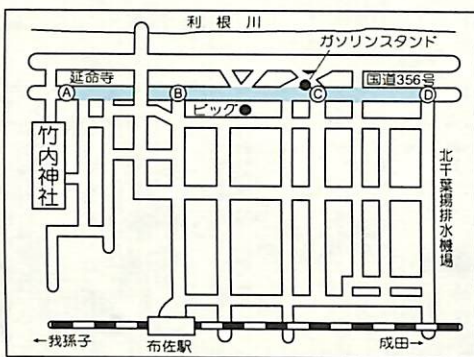 利根川
ガソリンスタンド
延命寺
国道356号
A
B
C
D
ビッグ
竹内神社
北千葉揚排水機場
←我孫子
布佐駅
成田→